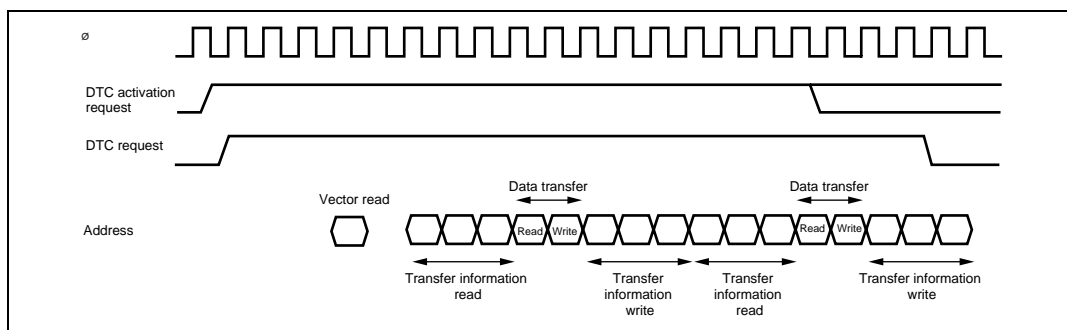 ø
DTC activation
request
DTC request
Vector read
Data transfer
Data transfer
Address
Read Write
Read Write
Transfer information
read
Transfer
information
write
Transfer
information
read
Transfer information
write